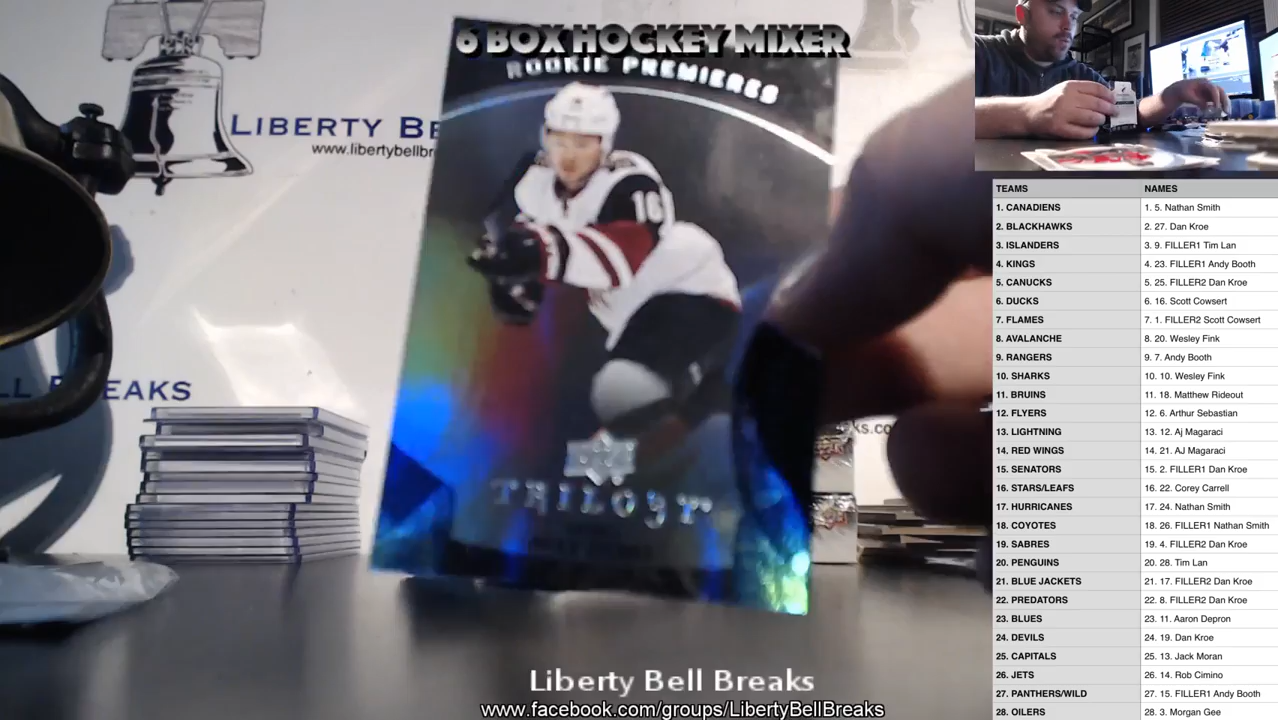 6 BOX HOCKEY MIXER
ROOKIE PREMIERES
LIBERTY BE
www.libertybellbr
LL BREAKS
16
TRILOGY
ks.co
Liberty Bell Breaks
www.facebook.com/groups/LibertyBellBreaks
TEAMS NAMES
1. CANADIENS 1. 5. Nathan Smith
2. BLACKHAWKS 2. 27. Dan Kroe
3. ISLANDERS 3. 9. FILLER1 Tim Lan
4. KINGS 4. 23. FILLER1 Andy Booth
5. CANUCKS 5. 25. FILLER2 Dan Kroe
6. DUCKS 6. 16. Scott Cowsert
7. FLAMES 7. 1. FILLER2 Scott Cowsert
8. AVALANCHE 8. 20. Wesley Fink
9. RANGERS 9. 7. Andy Booth
10. SHARKS 10. 10. Wesley Fink
11. BRUINS 11. 18. Matthew Rideout
12. FLYERS 12. 6. Arthur Sebastian
13. LIGHTNING 13. 12. Aj Magaraci
14. RED WINGS 14. 21. AJ Magaraci
15. SENATORS 15. 2. FILLER1 Dan Kroe
16. STARS/LEAFS 16. 22. Corey Carrell
17. HURRICANES 17. 24. Nathan Smith
18. COYOTES 18. 26. FILLER1 Nathan Smith
19. SABRES 19. 4. FILLER2 Dan Kroe
20. PENGUINS 20. 28. Tim Lan
21. BLUE JACKETS 21. 17. FILLER2 Dan Kroe
22. PREDATORS 22. 8. FILLER2 Dan Kroe
23. BLUES 23. 11. Aaron Depron
24. DEVILS 24. 19. Dan Kroe
25. CAPITALS 25. 13. Jack Moran
26. JETS 26. 14. Rob Cimino
27. PANTHERS/WILD 27. 15. FILLER1 Andy Booth
28. OILERS 28. 3. Morgan Gee